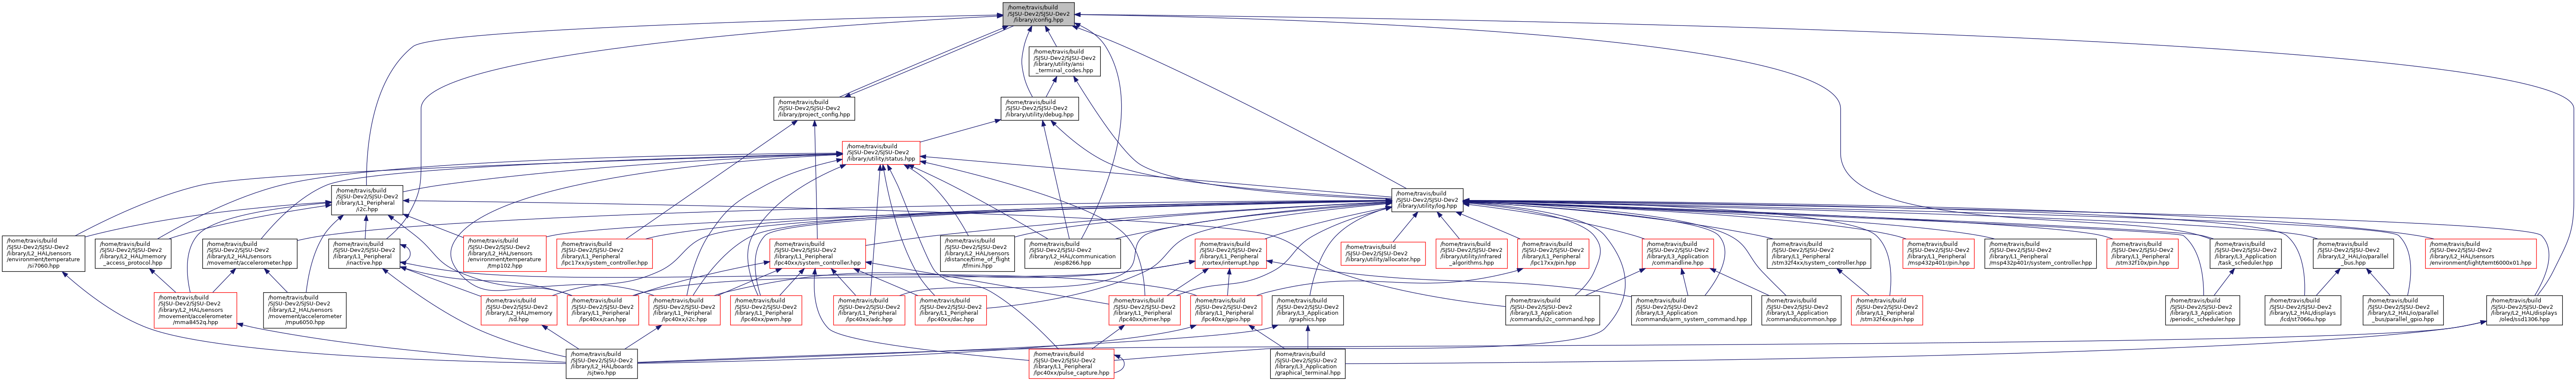 /home/travis/build
/SJSU-Dev2/SJSU-Dev2
/library/config.hpp
/home/travis/build
/SJSU-Dev2/SJSU-Dev2
/library/utility/ansi
_terminal_codes.hpp
/home/travis/build
/SJSU-Dev2/SJSU-Dev2
/library/project_config.hpp
/home/travis/build
/SJSU-Dev2/SJSU-Dev2
/library/utility/debug.hpp
/home/travis/build
/SJSU-Dev2/SJSU-Dev2
/library/utility/status.hpp
/home/travis/build
/SJSU-Dev2/SJSU-Dev2
/library/L1_Peripheral
/i2c.hpp
/home/travis/build
/SJSU-Dev2/SJSU-Dev2
/library/utility/log.hpp
/home/travis/build
/SJSU-Dev2/SJSU-Dev2
/library/L2_HAL/sensors
/environment/temperature
/si7060.hpp
/home/travis/build
/SJSU-Dev2/SJSU-Dev2
/library/L2_HAL/memory
_access_protocol.hpp
/home/travis/build
/SJSU-Dev2/SJSU-Dev2
/library/L2_HAL/sensors
/movement/accelerometer.hpp
/home/travis/build
/SJSU-Dev2/SJSU-Dev2
/library/L1_Peripheral
/inactive.hpp
/home/travis/build
/SJSU-Dev2/SJSU-Dev2
/library/L2_HAL/sensors
/environment/temperature
/tmp102.hpp
/home/travis/build
/SJSU-Dev2/SJSU-Dev2
/library/L1_Peripheral
/lpc17xx/system_controller.hpp
/home/travis/build
/SJSU-Dev2/SJSU-Dev2
/library/L1_Peripheral
/lpc40xx/system_controller.hpp
/home/travis/build
/SJSU-Dev2/SJSU-Dev2
/library/L2_HAL/sensors
/distance/time_of_flight
/tfmini.hpp
/home/travis/build
/SJSU-Dev2/SJSU-Dev2
/library/L2_HAL/communication
/esp8266.hpp
/home/travis/build
/SJSU-Dev2/SJSU-Dev2
/library/L1_Peripheral
/cortex/interrupt.hpp
/home/travis/build
/SJSU-Dev2/SJSU-Dev2
/library/utility/allocator.hpp
/home/travis/build
/SJSU-Dev2/SJSU-Dev2
/library/utility/infrared
_algorithms.hpp
/home/travis/build
/SJSU-Dev2/SJSU-Dev2
/library/L1_Peripheral
/lpc17xx/pin.hpp
/home/travis/build
/SJSU-Dev2/SJSU-Dev2
/library/L3_Application
/commandline.hpp
/home/travis/build
/SJSU-Dev2/SJSU-Dev2
/library/L1_Peripheral
/stm32f4xx/system_controller.hpp
/home/travis/build
/SJSU-Dev2/SJSU-Dev2
/library/L1_Peripheral
/msp432p401r/pin.hpp
/home/travis/build
/SJSU-Dev2/SJSU-Dev2
/library/L1_Peripheral
/msp432p401r/system_controller.hpp
/home/travis/build
/SJSU-Dev2/SJSU-Dev2
/library/L1_Peripheral
/stm32f10x/pin.hpp
/home/travis/build
/SJSU-Dev2/SJSU-Dev2
/library/L3_Application
/task_scheduler.hpp
/home/travis/build
/SJSU-Dev2/SJSU-Dev2
/library/L2_HAL/io/parallel
_bus.hpp
/home/travis/build
/SJSU-Dev2/SJSU-Dev2
/library/L2_HAL/sensors
/environment/light/temt6000x01.hpp
/home/travis/build
/SJSU-Dev2/SJSU-Dev2
/library/L2_HAL/sensors
/movement/accelerometer
/mma8452q.hpp
/home/travis/build
/SJSU-Dev2/SJSU-Dev2
/library/L2_HAL/sensors
/movement/accelerometer
/mpu6050.hpp
/home/travis/build
/SJSU-Dev2/SJSU-Dev2
/library/L2_HAL/memory
/sd.hpp
/home/travis/build
/SJSU-Dev2/SJSU-Dev2
/library/L1_Peripheral
/lpc40xx/can.hpp
/home/travis/build
/SJSU-Dev2/SJSU-Dev2
/library/L1_Peripheral
/lpc40xx/i2c.hpp
/home/travis/build
/SJSU-Dev2/SJSU-Dev2
/library/L1_Peripheral
/lpc40xx/pwm.hpp
/home/travis/build
/SJSU-Dev2/SJSU-Dev2
/library/L1_Peripheral
/lpc40xx/adc.hpp
/home/travis/build
/SJSU-Dev2/SJSU-Dev2
/library/L1_Peripheral
/lpc40xx/dac.hpp
/home/travis/build
/SJSU-Dev2/SJSU-Dev2
/library/L1_Peripheral
/lpc40xx/timer.hpp
/home/travis/build
/SJSU-Dev2/SJSU-Dev2
/library/L1_Peripheral
/lpc40xx/gpio.hpp
/home/travis/build
/SJSU-Dev2/SJSU-Dev2
/library/L3_Application
/graphics.hpp
/home/travis/build
/SJSU-Dev2/SJSU-Dev2
/library/L3_Application
/commands/i2c_command.hpp
/home/travis/build
/SJSU-Dev2/SJSU-Dev2
/library/L3_Application
/commands/arm_system_command.hpp
/home/travis/build
/SJSU-Dev2/SJSU-Dev2
/library/L3_Application
/commands/common.hpp
/home/travis/build
/SJSU-Dev2/SJSU-Dev2
/library/L1_Peripheral
/stm32f4xx/pin.hpp
/home/travis/build
/SJSU-Dev2/SJSU-Dev2
/library/L3_Application
/periodic_scheduler.hpp
/home/travis/build
/SJSU-Dev2/SJSU-Dev2
/library/L2_HAL/displays
/lcd/st7066u.hpp
/home/travis/build
/SJSU-Dev2/SJSU-Dev2
/library/L2_HAL/io/parallel
_bus/parallel_gpio.hpp
/home/travis/build
/SJSU-Dev2/SJSU-Dev2
/library/L2_HAL/displays
/oled/ssd1306.hpp
/home/travis/build
/SJSU-Dev2/SJSU-Dev2
/library/L2_HAL/boards
/sjtwo.hpp
/home/travis/build
/SJSU-Dev2/SJSU-Dev2
/library/L1_Peripheral
/lpc40xx/pulse_capture.hpp
/home/travis/build
/SJSU-Dev2/SJSU-Dev2
/library/L3_Application
/graphical_terminal.hpp